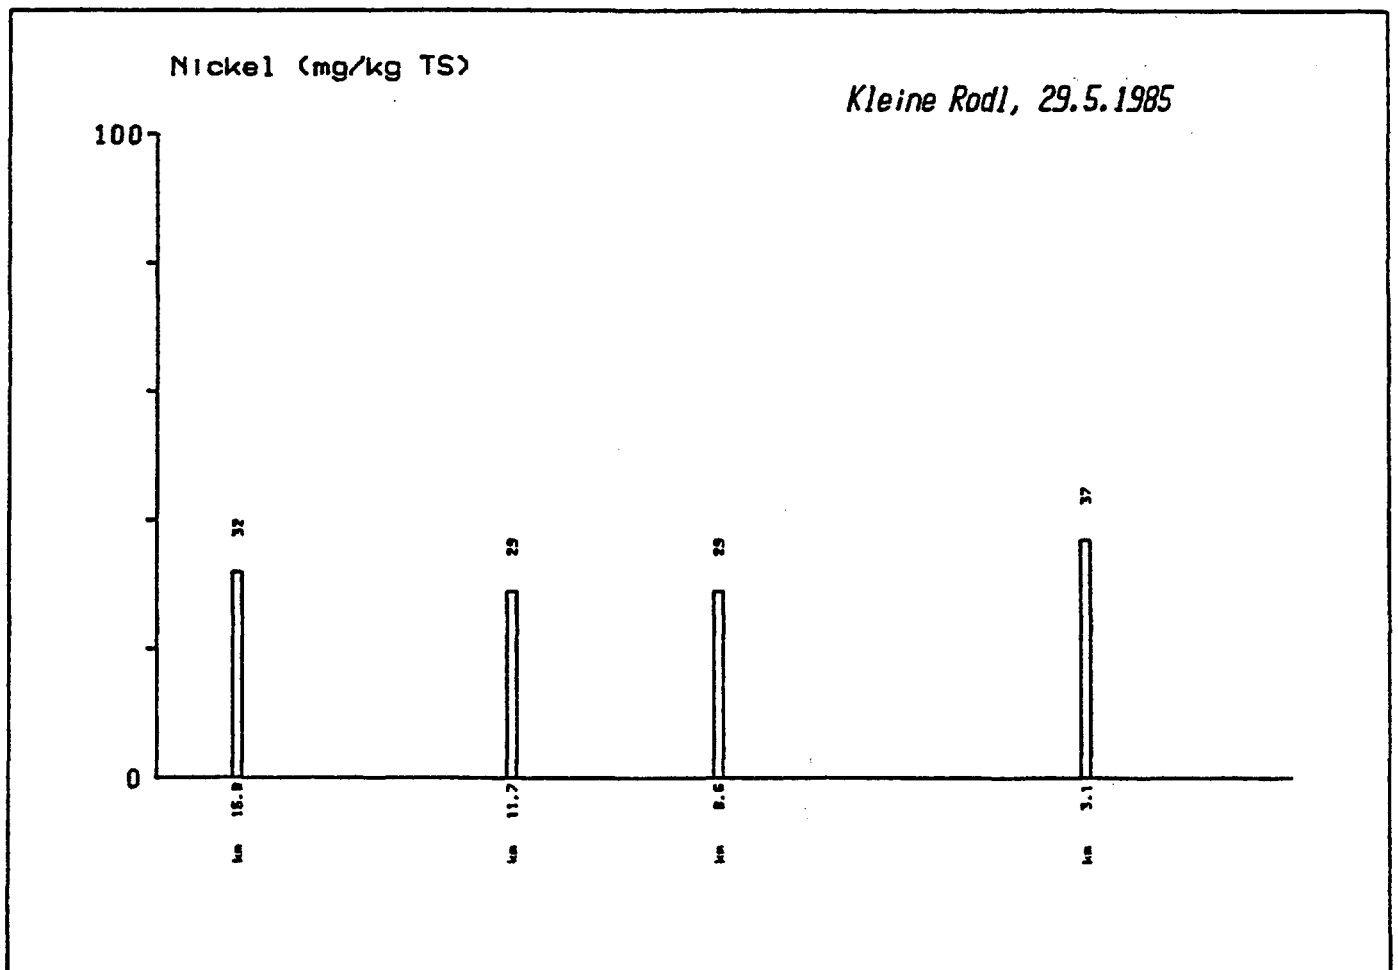 Nickel (mg/kg TS)
Kleine Rodl, 29.5.1985
100
37
32
29
29
0
km 15.8
km 11.7
km 8.6
km 3.1